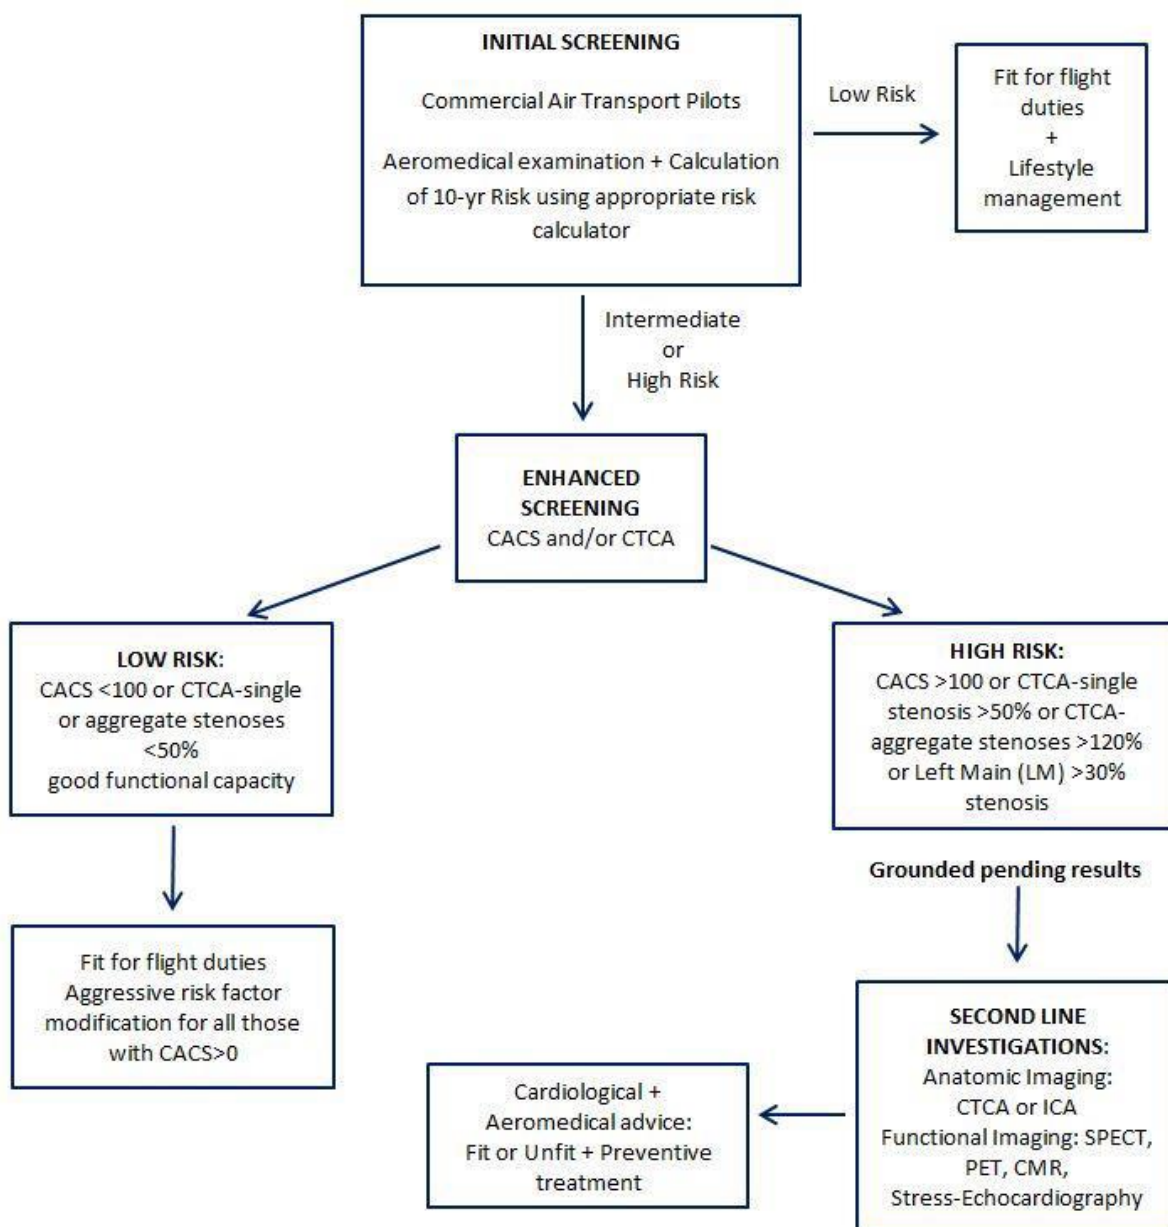 INITIAL SCREENING
Commercial Air Transport Pilots
Aeromedical examination + Calculation
of 10-yr Risk using appropriate risk
calculator
Low Risk
Fit for flight
duties
+
Lifestyle
management
Intermediate
or
High Risk
ENHANCED
SCREENING
CACS and/or CTCA
LOW RISK:
CACS <100 or CTCA-single
or aggregate stenoses
<50%
good functional capacity
HIGH RISK:
CACS >100 or CTCA-single
stenosis >50% or CTCA-
aggregate stenoses >120%
or Left Main (LM) >30%
stenosis
Grounded pending results
Fit for flight duties
Aggressive risk factor
modification for all those
with CACS>0
SECOND LINE
INVESTIGATIONS:
Anatomic Imaging:
CTCA or ICA
Functional Imaging: SPECT,
PET, CMR,
Stress-Echocardiography
Cardiological +
Aeromedical advice:
Fit or Unfit + Preventive
treatment